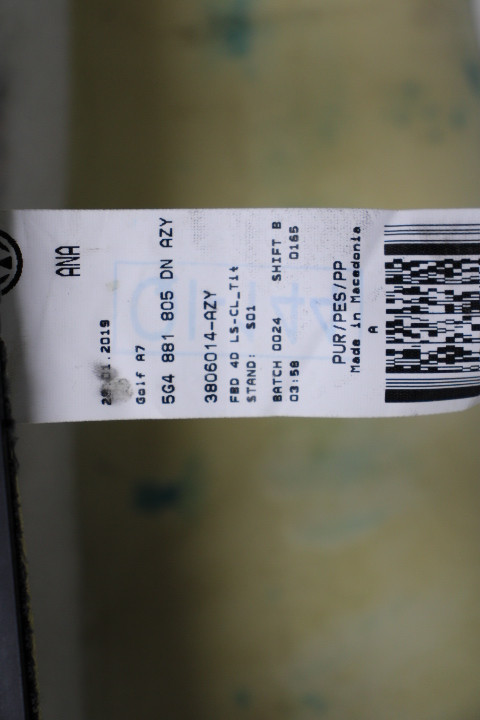 ANA
01.2019
Golf A7
5G4 881 805 DN AZY
3806014-AZY
FBD 4D LS-CL_Tit
STAND: S01
BATCH 0024 SHIFT B
03:58 0165
PUR/PES/PP
Made in Macedonia
A